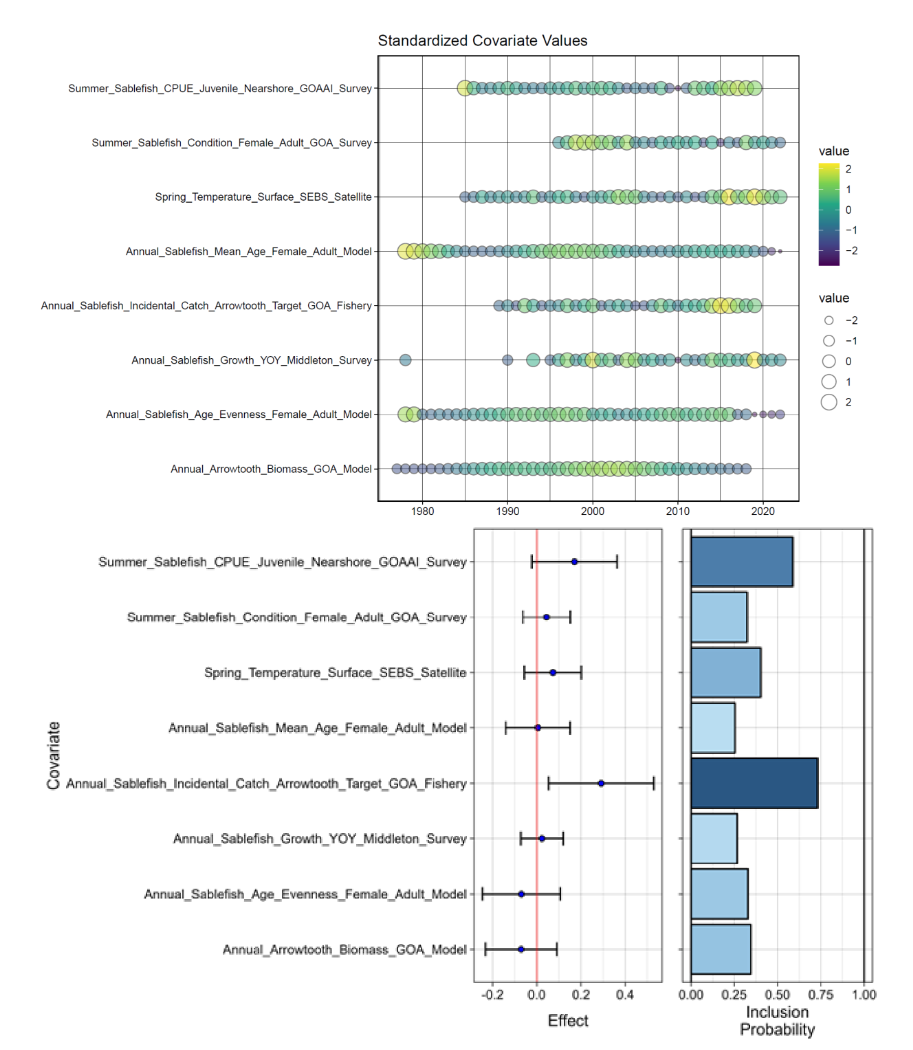 Standardized Covariate Values
Summer_Sablefish_CPUE_Juvenile_Nearshore_GOAAI_Survey
Summer_Sablefish_Condition_Female_Adult_GOA_Survey
Spring_Temperature_Surface_SEBS_Satellite
Annual_Sablefish_Mean_Age_Female_Adult_Model
Annual_Sablefish_Incidental_Catch_Arrowtooth_Target_GOA_Fishery
Annual_Sablefish_Growth_YOY_Middleton_Survey
Annual_Sablefish_Age_Evenness_Female_Adult_Model
Annual_Arrowtooth_Biomass_GOA_Model
1980 1990 2000 2010 2020
value
2
1
0
−1
−2
value
−2
−1
0
1
2
Covariate
Summer_Sablefish_CPUE_Juvenile_Nearshore_GOAAI_Survey
Summer_Sablefish_Condition_Female_Adult_GOA_Survey
Spring_Temperature_Surface_SEBS_Satellite
Annual_Sablefish_Mean_Age_Female_Adult_Model
Annual_Sablefish_Incidental_Catch_Arrowtooth_Target_GOA_Fishery
Annual_Sablefish_Growth_YOY_Middleton_Survey
Annual_Sablefish_Age_Evenness_Female_Adult_Model
Annual_Arrowtooth_Biomass_GOA_Model
-0.2 0.0 0.2 0.4
Effect
0.00 0.25 0.50 0.75 1.00
Inclusion
Probability